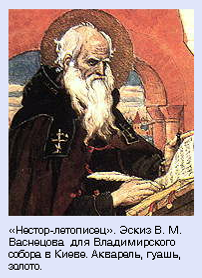 «Нестор-летописец». Эскиз В. М.
Васнецова для Владимирского
собора в Киеве. Акварель, гуашь,
золото.